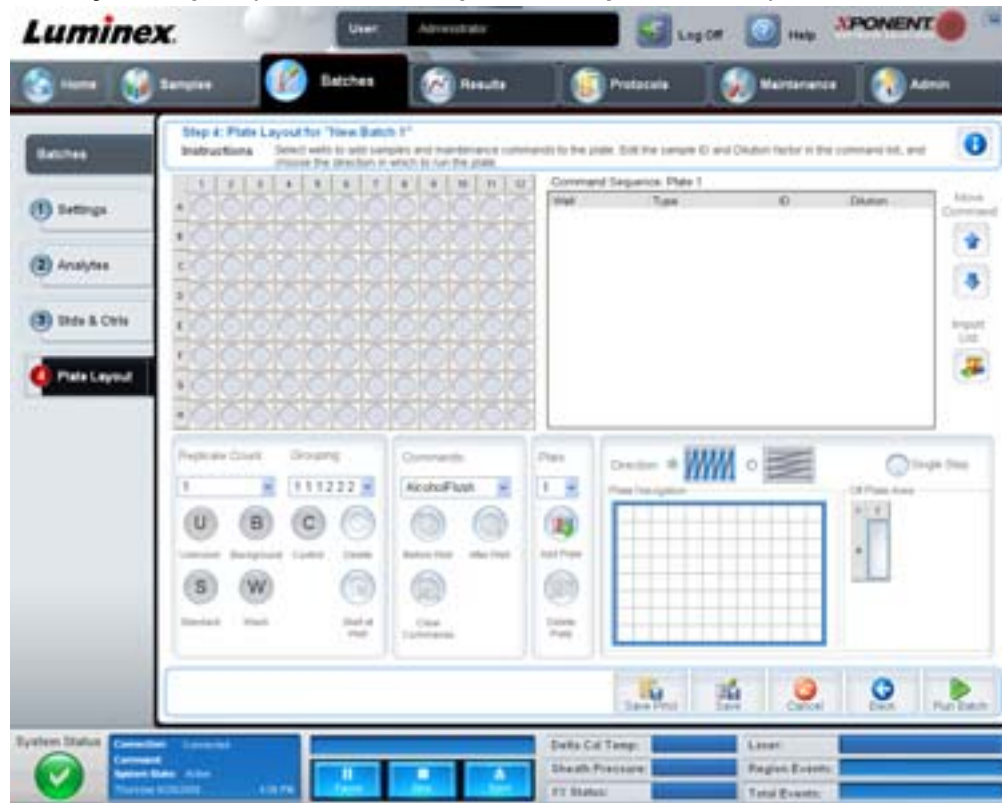 Luminex
User:
Administrator
Log Off
Help
XPONENT
Home
Samples
Batches
Results
Protocols
Maintenance
Admin
Batches
1 Settings
2 Analytes
3 Stds & Ctrls
4 Plate Layout
Step 4: Plate Layout for "New Batch 1"
Instructions Select wells to add samples and maintenance commands to the plate. Edit the sample ID and Dilution factor in the command list, and choose the direction in which to run the plate.
1 2 3 4 5 6 7 8 9 10 11 12
A
B
C
D
E
F
G
H
Command Sequence: Plate 1
Well Type ID Dilution
Move Command
Import List
Replicate Count
Grouping
1
1 1 1 2 2 2
U
B
C
Unknown
Background
Control
Delete
S
W
Standard
Wash
Start at Well
Commands
AlcoholFlush
Before Well
After Well
Clear Commands
Plate
1
Add Plate
Delete Plate
Direction
Single Step
Plate Navigation
Off Plate Area
Save Prtcl
Save
Cancel
Back
Run Batch
System Status
Connection: Connected
Command:
System State: Active
Pause
Stop
Eject
Delta Cal Temp:
Sheath Pressure:
XY Status:
Laser:
Region Events:
Total Events: